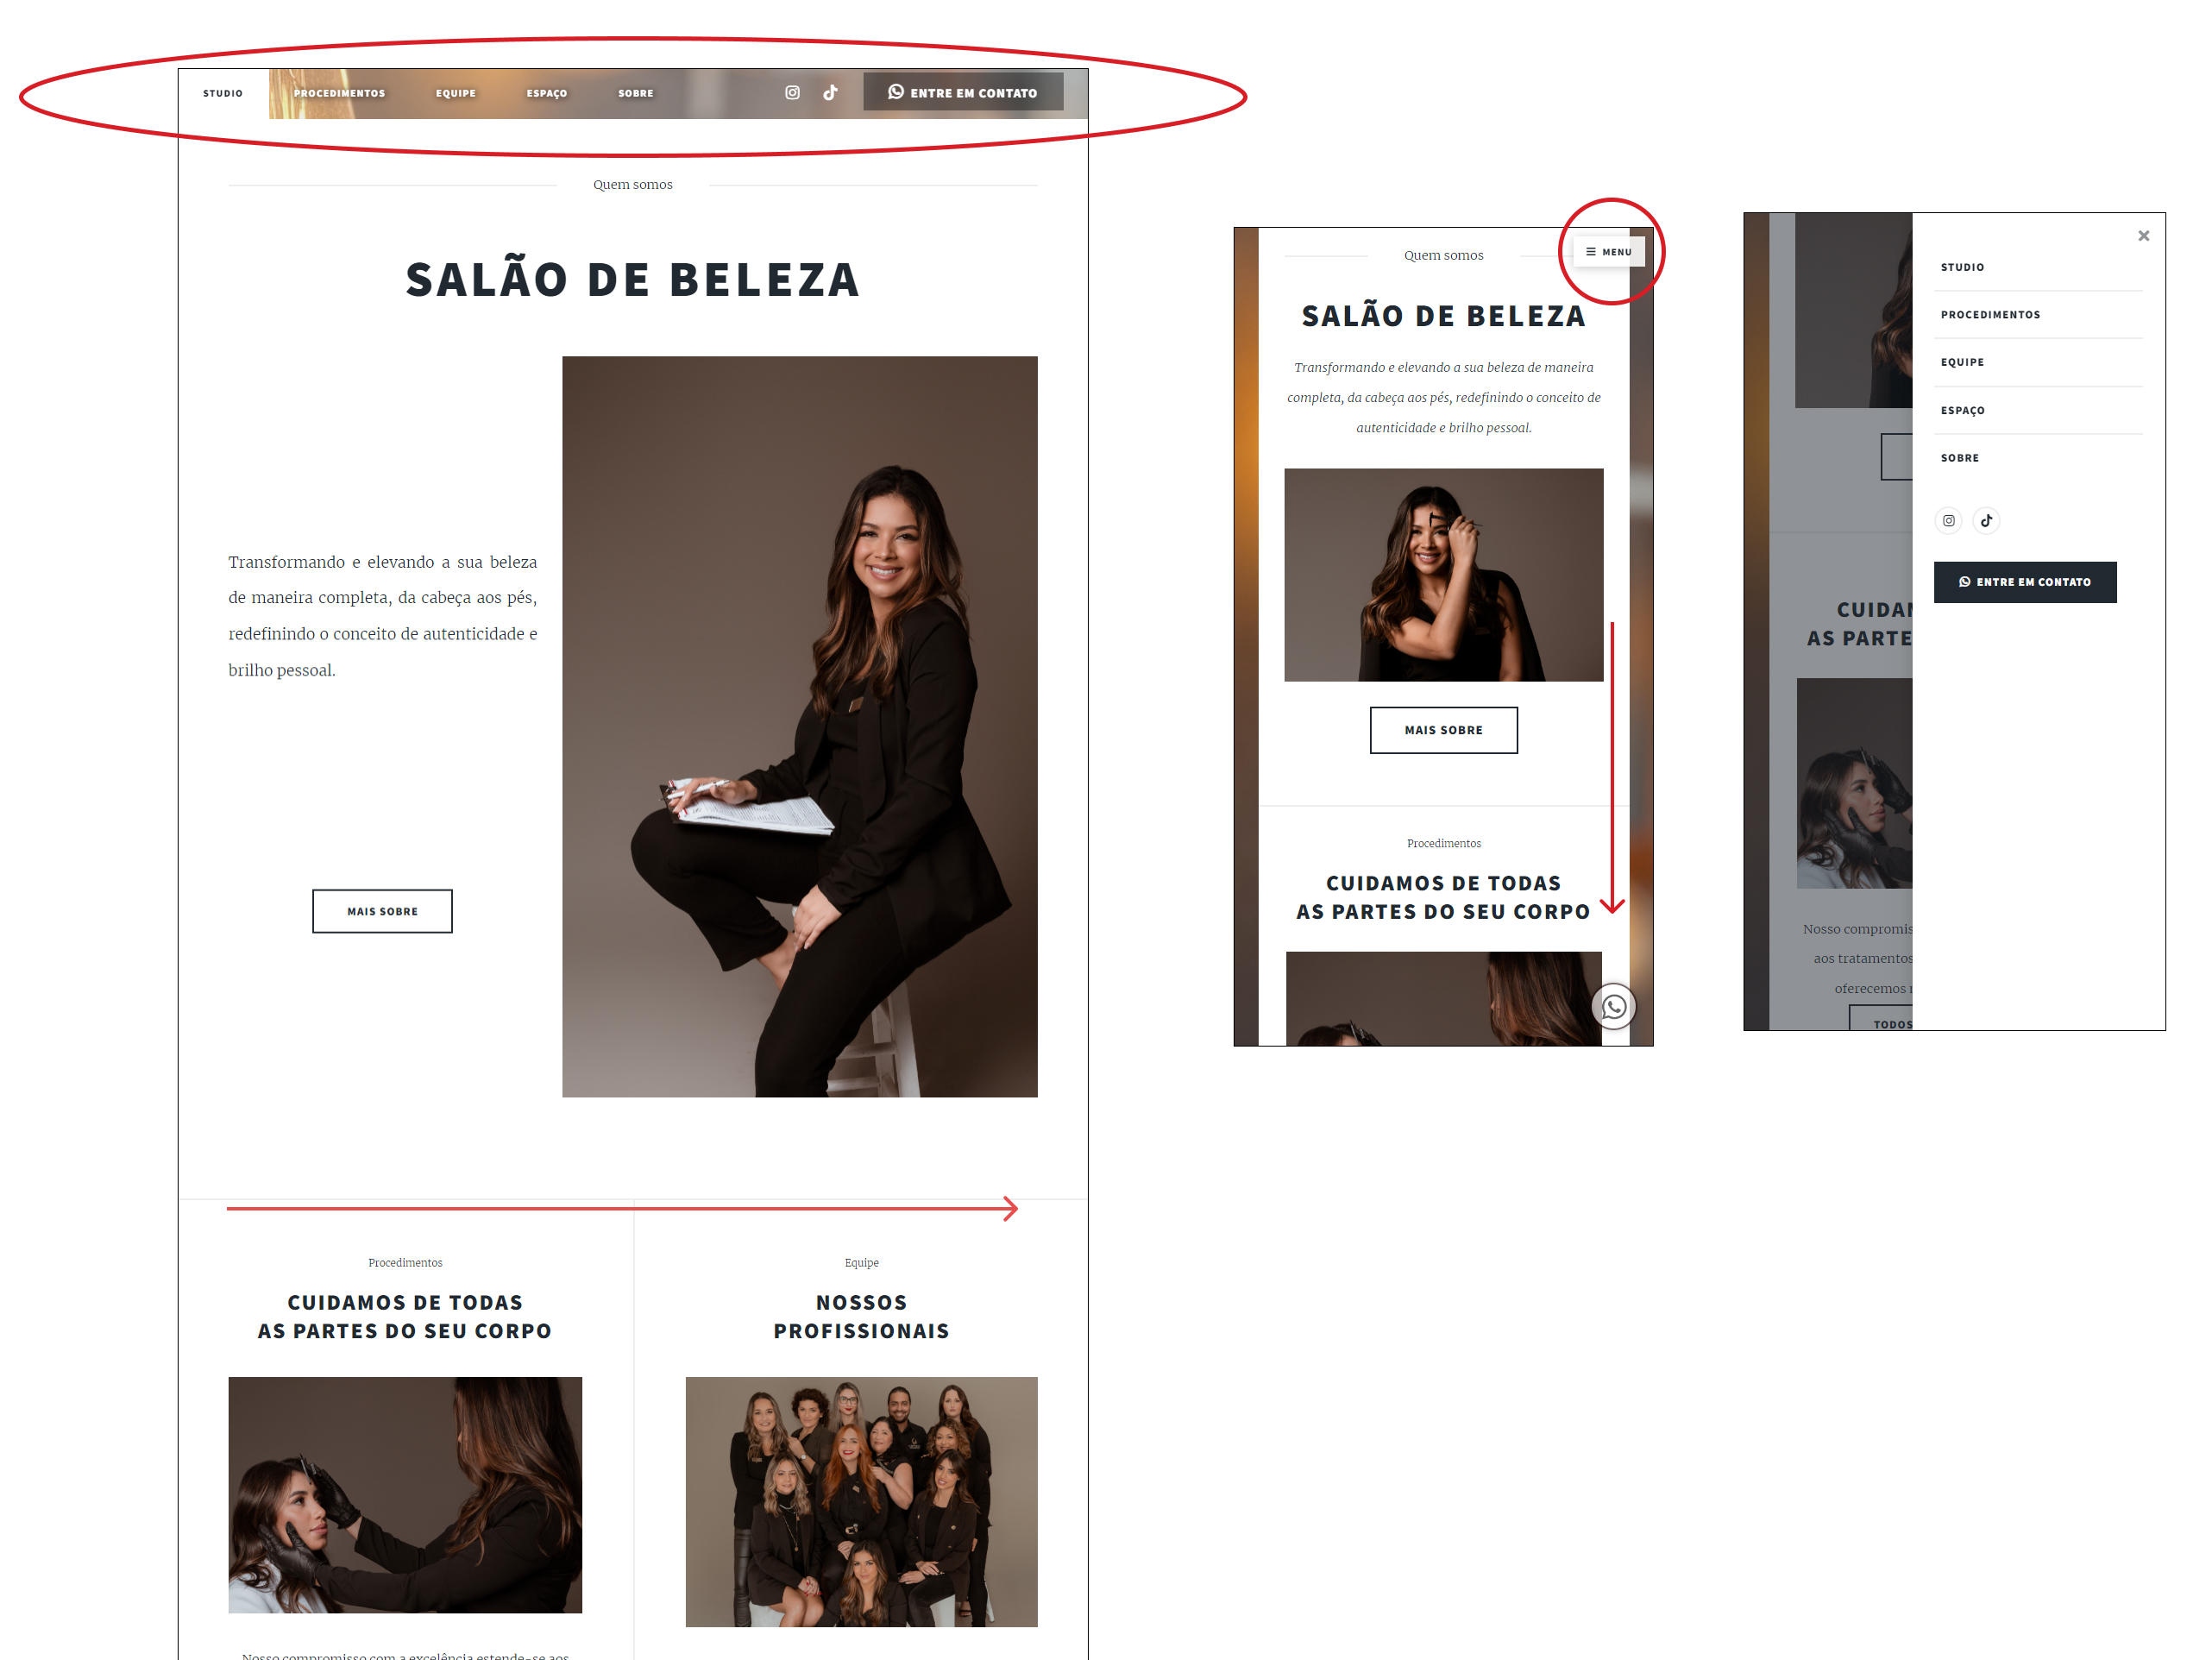 STUDIO
PROCEDIMENTOS
EQUIPE
ESPAÇO
SOBRE
ENTRE EM CONTATO
Quem somos
SALÃO DE BELEZA
Transformando e elevando a sua beleza
de maneira completa, da cabeça aos pés,
redefinindo o conceito de autenticidade e
brilho pessoal.
MAIS SOBRE
Procedimentos
CUIDAMOS DE TODAS
AS PARTES DO SEU CORPO
Nosso compromisso com a excelência estende-se aos
Equipe
NOSSOS
PROFISSIONAIS
MENU
Quem somos
SALÃO DE BELEZA
Transformando e elevando a sua beleza de maneira
completa, da cabeça aos pés, redefinindo o conceito de
autenticidade e brilho pessoal.
MAIS SOBRE
Procedimentos
CUIDAMOS DE TODAS
AS PARTES DO SEU CORPO
CUIDAM
AS PARTE
Nosso compromis
aos tratamentos
oferecemos
TODOS
STUDIO
PROCEDIMENTOS
EQUIPE
ESPAÇO
SOBRE
ENTRE EM CONTATO